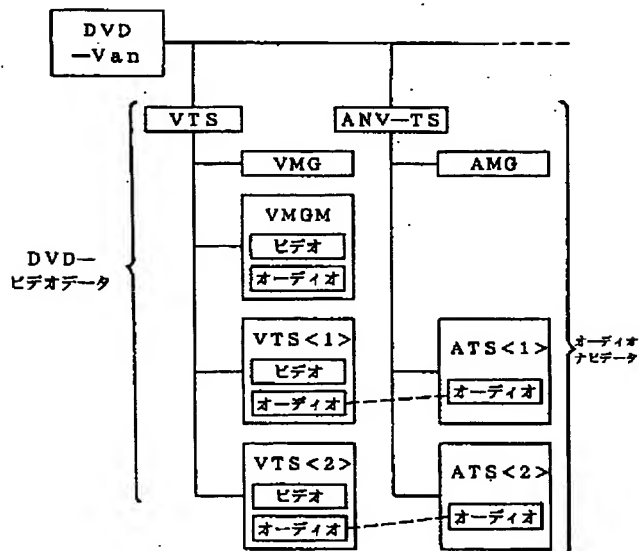 DVD
—Van
VTS
ANV—TS
VMG
AMG
VMGM
ビデオ
オーディオ
DVD—
ビデオデータ
VTS<1>
ビデオ
オーディオ
ATS<1>
オーディオ
オーディオ
ナビデータ
VTS<2>
ビデオ
オーディオ
ATS<2>
オーディオ